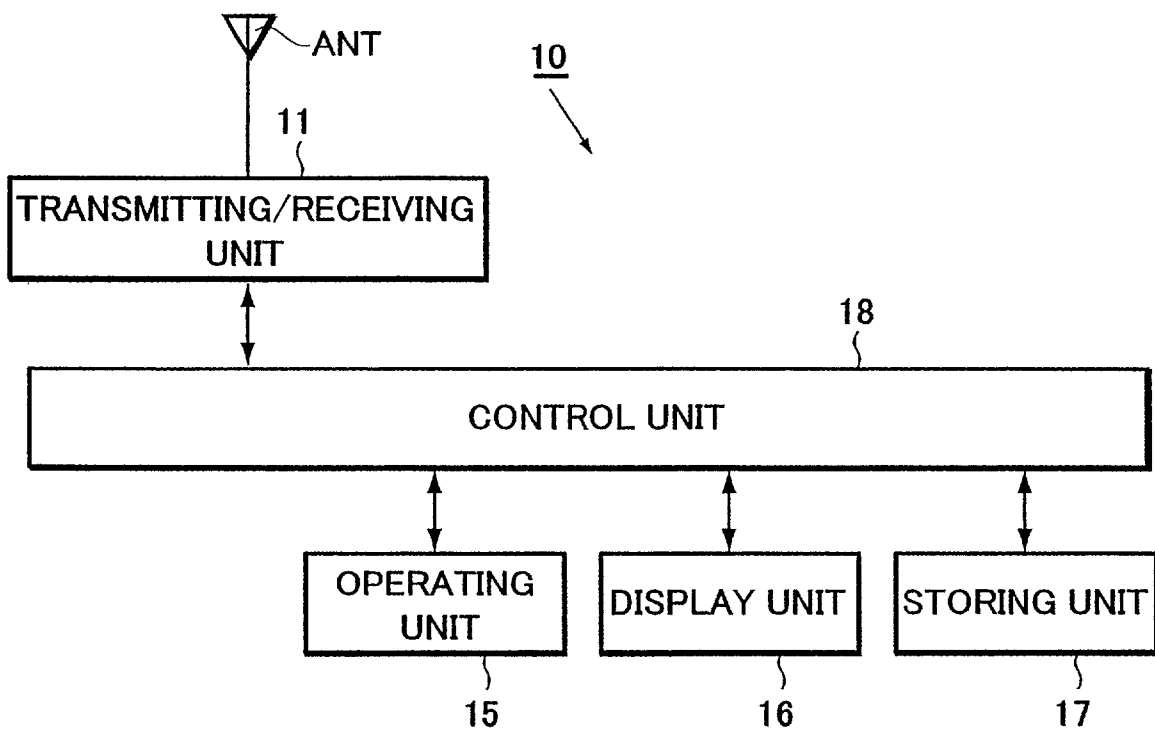 ANT
10
11
TRANSMITTING/RECEIVING
UNIT
18
CONTROL UNIT
OPERATING
UNIT
DISPLAY UNIT
STORING UNIT
15
16
17